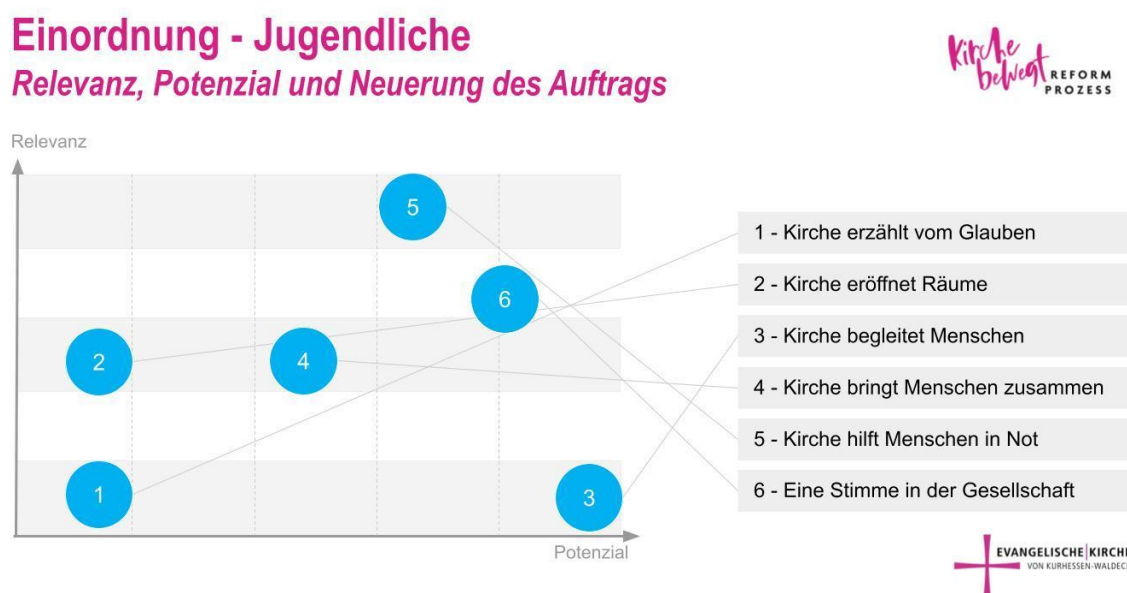 Einordnung - Jugendliche
Relevanz, Potenzial und Neuerung des Auftrags
Kirche
bewegt REFORM
PROZESS
Relevanz
5
6
2
4
1
3
Potenzial
1 - Kirche erzählt vom Glauben
2 - Kirche eröffnet Räume
3 - Kirche begleitet Menschen
4 - Kirche bringt Menschen zusammen
5 - Kirche hilft Menschen in Not
6 - Eine Stimme in der Gesellschaft
EVANGELISCHE KIRCHE
VON KURHESSEN-WALDECK